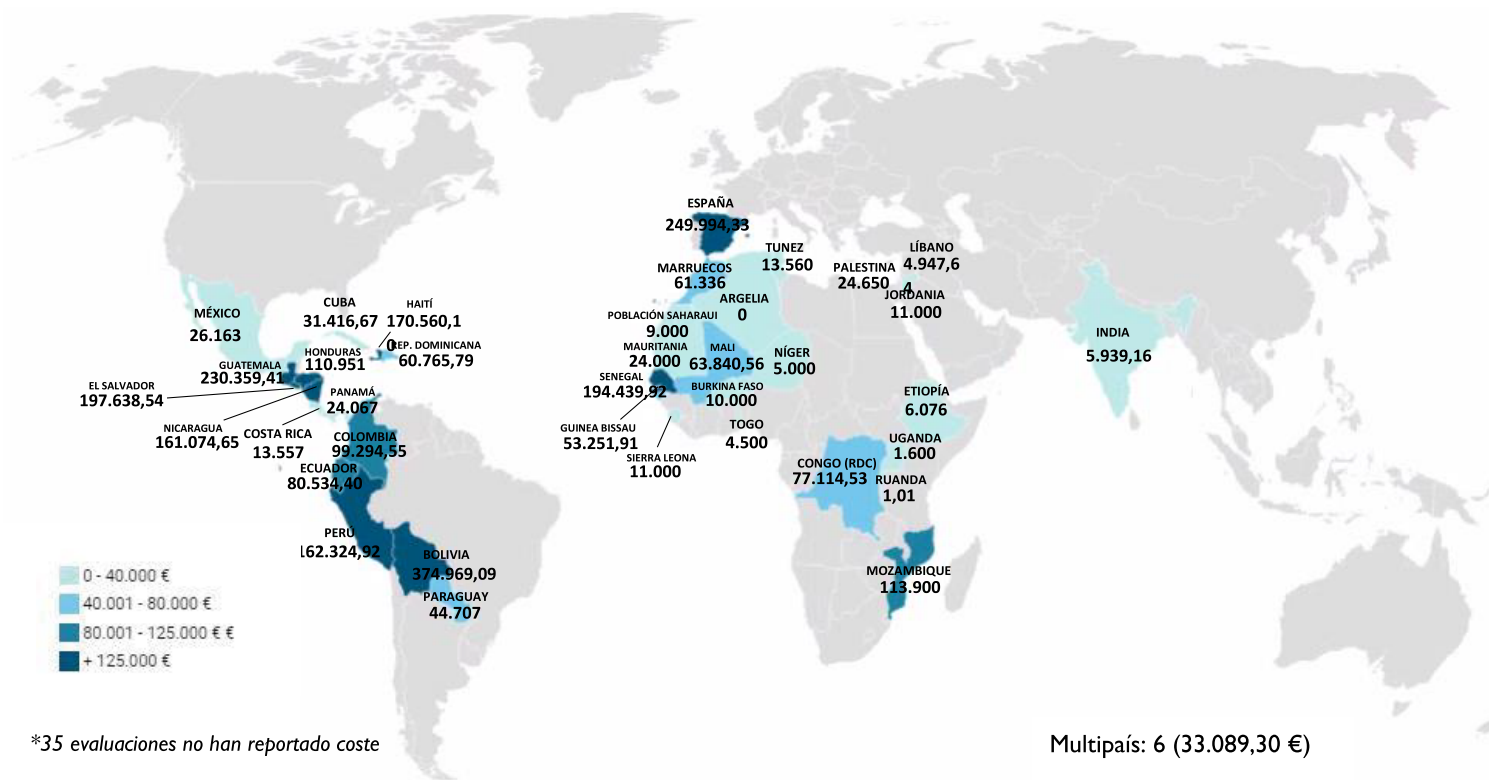 ESPAÑA
249.994,33
TUNEZ
13.560
LÍBANO
4.947,6
4
PALESTINA
24.650
JORDANIA
11.000
MARRUECOS
61.336
ARGELIA
0
POBLACIÓN SAHARAUI
9.000
MAURITANIA
24.000
MALI
63.840,56
NÍGER
5.000
SENEGAL
194.439,92
BURKINA FASO
10.000
GUINEA BISSAU
53.251,91
SIERRA LEONA
11.000
TOGO
4.500
MÉXICO
26.163
CUBA
31.416,67
HAITÍ
170.560,1
0
REP. DOMINICANA
60.765,79
HONDURAS
110.951
GUATEMALA
230.359,41
EL SALVADOR
197.638,54
PANAMÁ
24.067
NICARAGUA
161.074,65
COSTA RICA
13.557
COLOMBIA
99.294,55
ECUADOR
80.534,40
PERÚ
162.324,92
BOLIVIA
374.969,09
PARAGUAY
44.707
INDIA
5.939,16
ETIOPÍA
6.076
UGANDA
1.600
CONGO (RDC)
77.114,53
RUANDA
1,01
MOZAMBIQUE
113.900
0 - 40.000 €
40.001 - 80.000 €
80.001 - 125.000 € €
+ 125.000 €
*35 evaluaciones no han reportado coste
Multipaís: 6 (33.089,30 €)